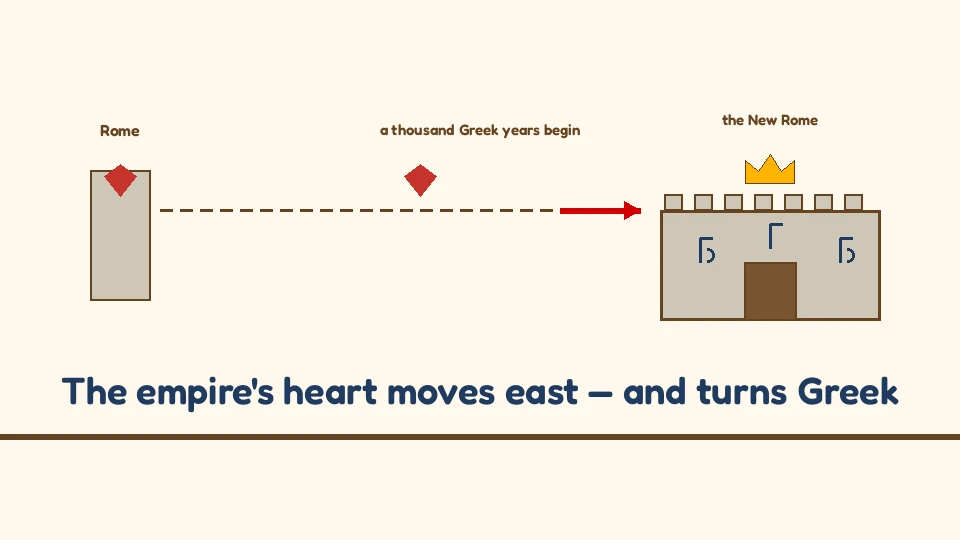 Rome
a thousand Greek years begin
the New Rome
Γ
The empire's heart moves east — and turns Greek